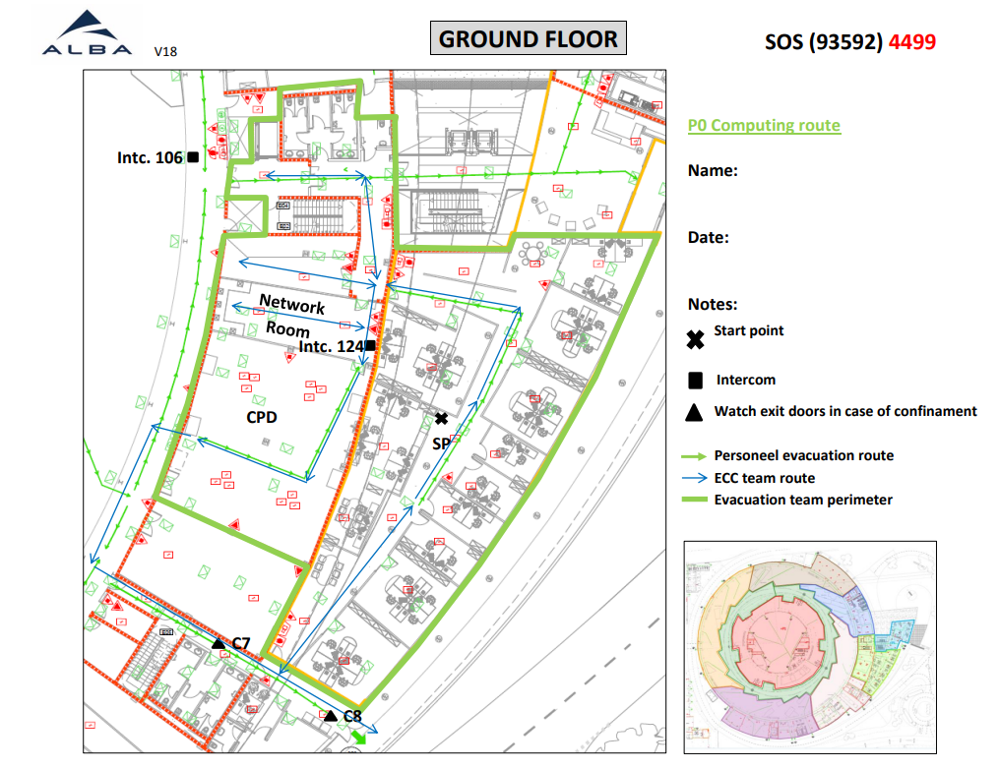 ALBA
V18
GROUND FLOOR
SOS (93592) 4499
P0 Computing route
Name:
Date:
Notes:
Start point
Intercom
Watch exit doors in case of confinament
Personeel evacuation route
ECC team route
Evacuation team perimeter
Intc. 106
Network
Room
Intc. 124
CPD
SP
C7
C8